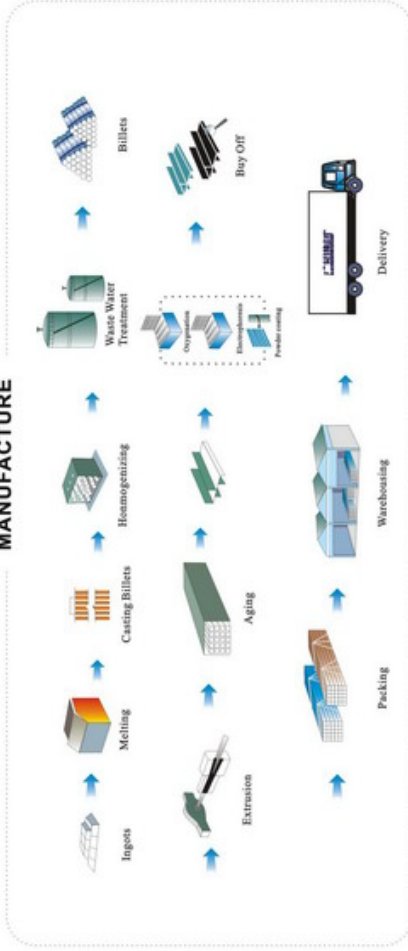 MANUFACTURE
Ingots
Melting
Casting Billets
Honmogenizing
Waste Water
Treatment
Billets
Extrusion
Aging
Oxygenation
Electrophoresis
Powder coating
Buy Off
Packing
Warehousing
Delivery